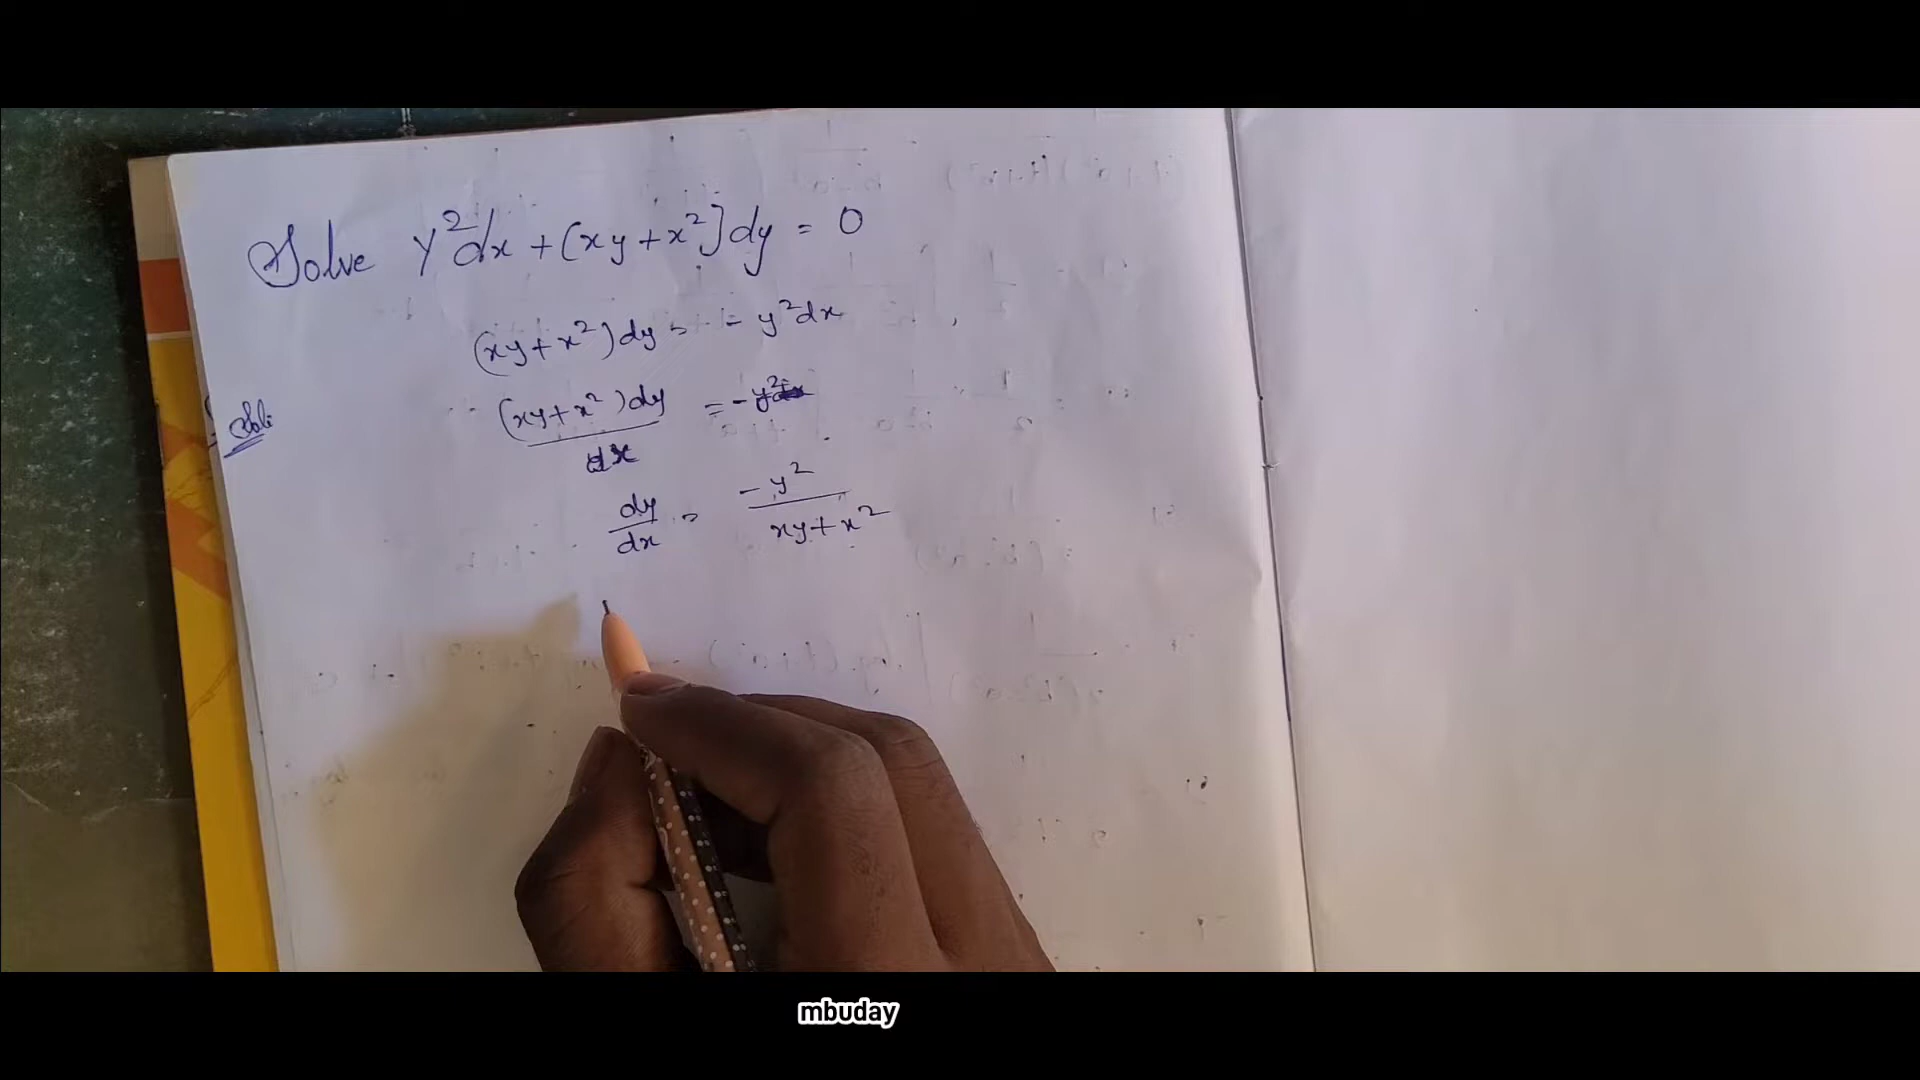 Solve y²dx + (xy + x²)dy = 0
(xy + x²)dy = - y²dx
Sol:
(xy + x²)dy / dx = - y²
dy/dx = -y² / xy + x²
mbuday